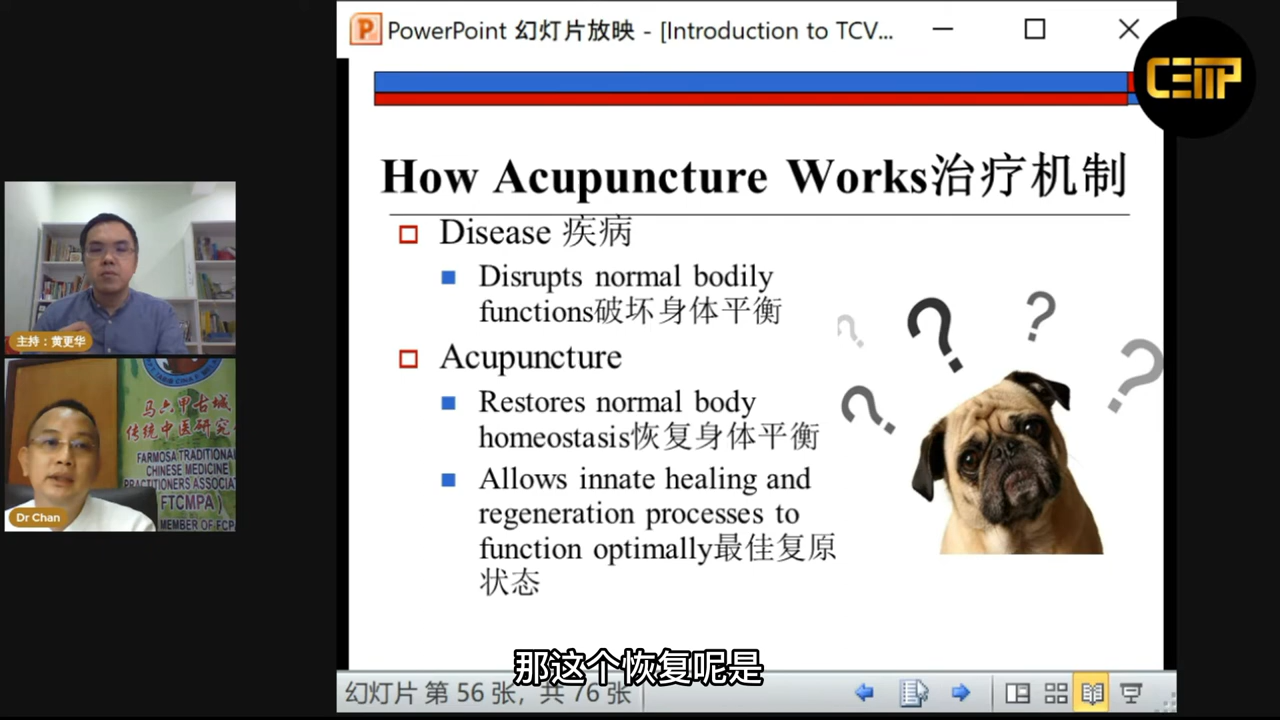 PowerPoint 幻灯片放映 - [Introduction to TCV...
CEMP
How Acupuncture Works治疗机制
Disease 疾病
Disrupts normal bodily
functions破坏身体平衡
Acupuncture
Restores normal body
homeostasis恢复身体平衡
Allows innate healing and
regeneration processes to
function optimally最佳复原
状态
? ? ? ? ?
主持：黄更华
马六甲古城
传统中医研究
FARMOSA TRADITIONAL
CHINESE MEDICINE
PRACTITIONERS ASSOCIAT
FTCMPA )
MEMBER OF FCP
Dr Chan
那这个恢复呢是
幻灯片 第 56 张，共 76 张